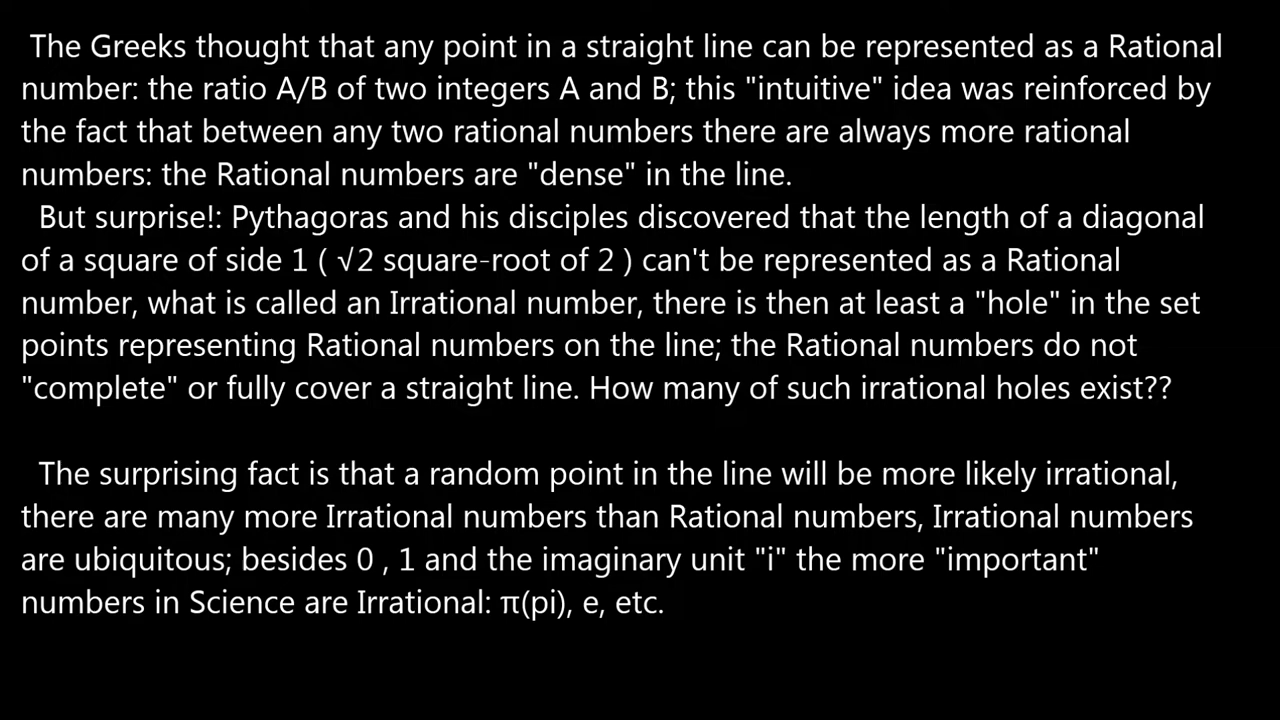 The Greeks thought that any point in a straight line can be represented as a Rational
number: the ratio A/B of two integers A and B; this "intuitive" idea was reinforced by
the fact that between any two rational numbers there are always more rational
numbers: the Rational numbers are "dense" in the line.
But surprise!: Pythagoras and his disciples discovered that the length of a diagonal
of a square of side 1 ( √2 square-root of 2 ) can't be represented as a Rational
number, what is called an Irrational number, there is then at least a "hole" in the set
points representing Rational numbers on the line; the Rational numbers do not
"complete" or fully cover a straight line. How many of such irrational holes exist??
The surprising fact is that a random point in the line will be more likely irrational,
there are many more Irrational numbers than Rational numbers, Irrational numbers
are ubiquitous; besides 0 , 1 and the imaginary unit "i" the more "important"
numbers in Science are Irrational: π(pi), e, etc.